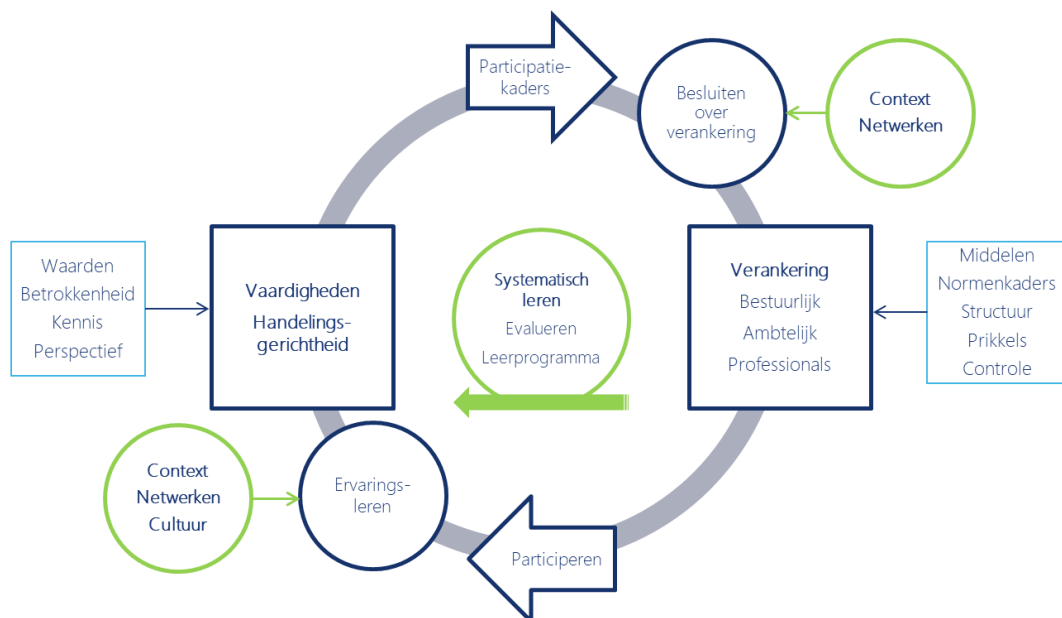 Participatie-
kaders
Besluiten
over
verankering
Context
Netwerken
Waarden
Betrokkenheid
Kennis
Perspectief
Vaardigheden
Handelings-
gerichtheid
Systematisch
leren
Evalueren
Leerprogramma
Verankering
Bestuurlijk
Ambtelijk
Professionals
Middelen
Normenkaders
Structuur
Prikkels
Controle
Context
Netwerken
Cultuur
Ervarings-
leren
Participeren